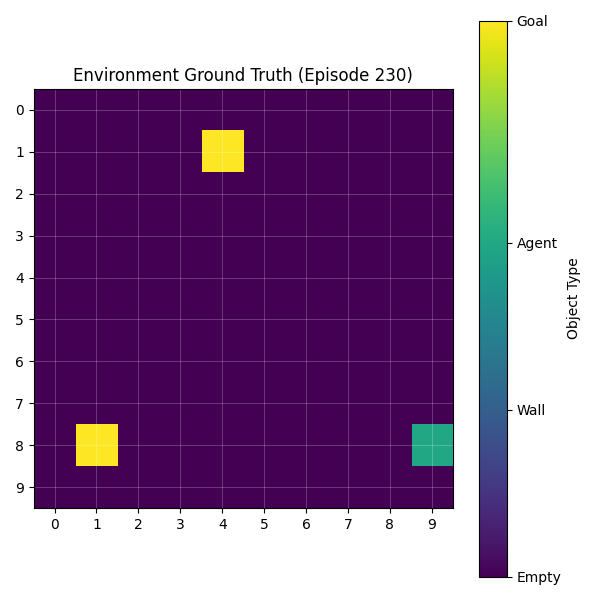 Environment Ground Truth (Episode 230)
0
1
2
3
4
5
6
7
8
9
0 1 2 3 4 5 6 7 8 9
Goal
Agent
Wall
Empty
Object Type